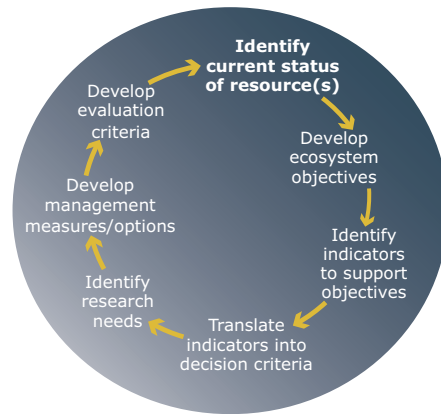 Identify
current status
of resource(s)
Develop
ecosystem
objectives
Identify
indicators
to support
objectives
Translate
indicators into
decision criteria
Identify
research
needs
Develop
management
measures/options
Develop
evaluation
criteria